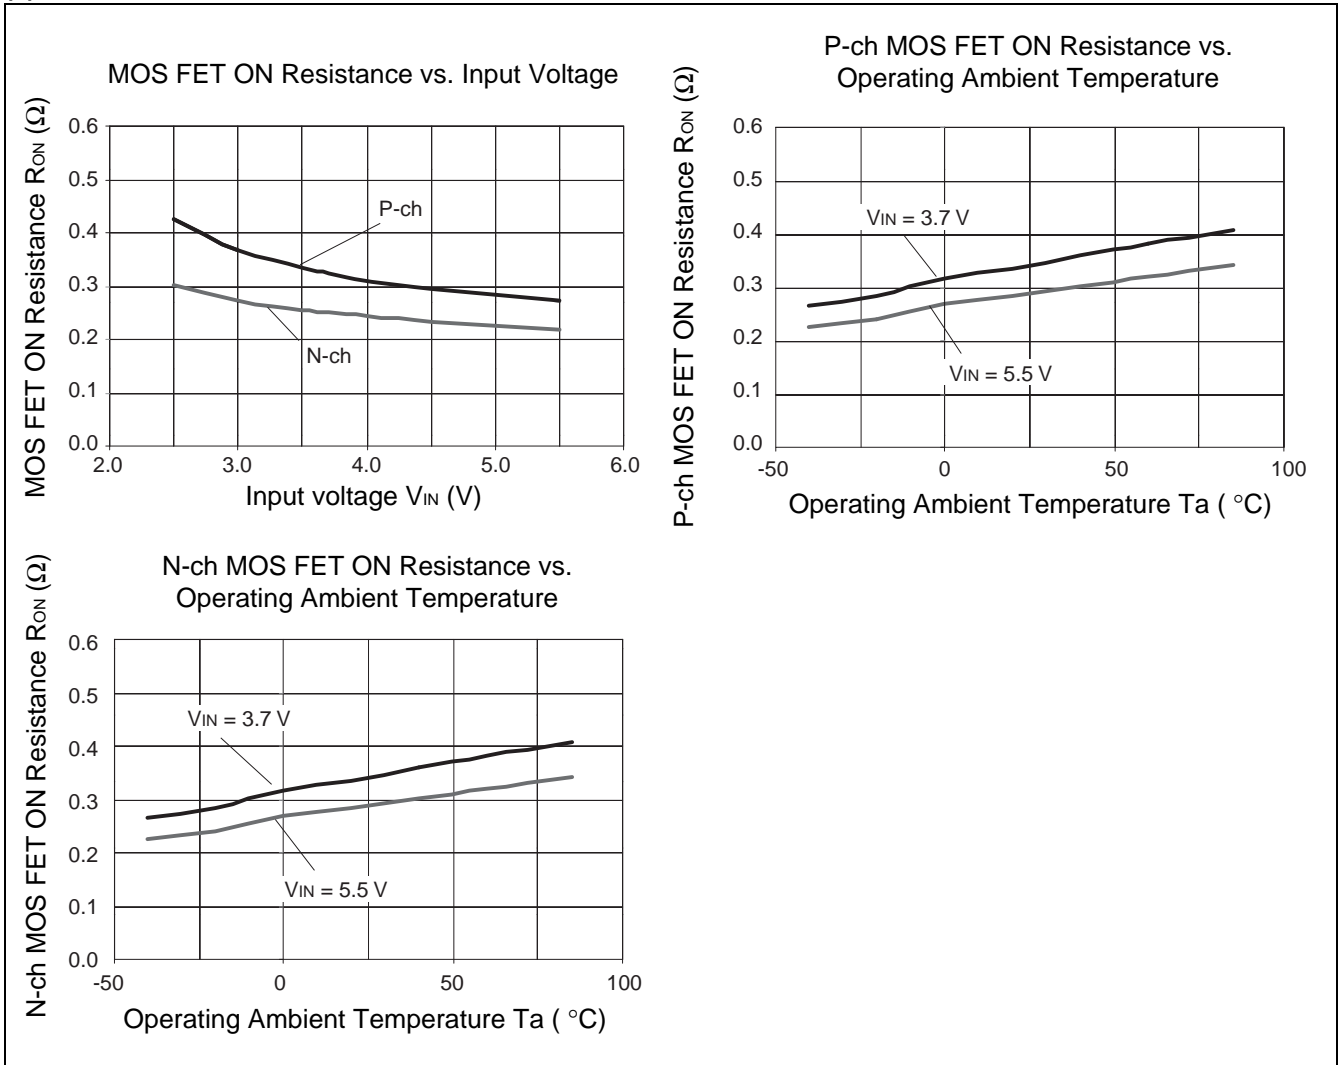 MOS FET ON Resistance vs. Input Voltage
MOS FET ON Resistance RON (Ω)
0.6
0.5
0.4
0.3
0.2
0.1
0.0
P-ch
N-ch
2.0 3.0 4.0 5.0 6.0
Input voltage VIN (V)
P-ch MOS FET ON Resistance vs.
Operating Ambient Temperature
P-ch MOS FET ON Resistance RON (Ω)
0.6
0.5
0.4
0.3
0.2
0.1
0.0
VIN = 3.7 V
VIN = 5.5 V
-50 0 50 100
Operating Ambient Temperature Ta ( °C)
N-ch MOS FET ON Resistance vs.
Operating Ambient Temperature
N-ch MOS FET ON Resistance RON (Ω)
0.6
0.5
0.4
0.3
0.2
0.1
0.0
VIN = 3.7 V
VIN = 5.5 V
-50 0 50 100
Operating Ambient Temperature Ta ( °C)